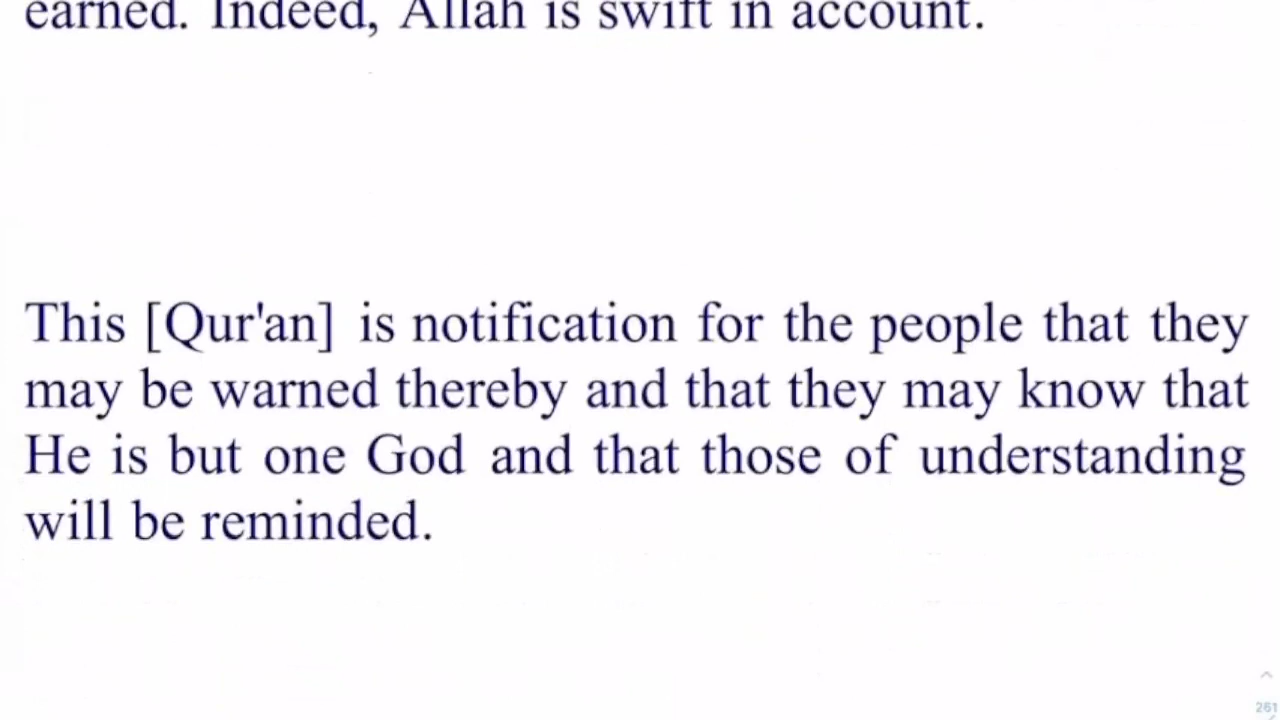 earned. Indeed, Allah is swift in account.
This [Qur'an] is notification for the people that they
may be warned thereby and that they may know that
He is but one God and that those of understanding
will be reminded.
261